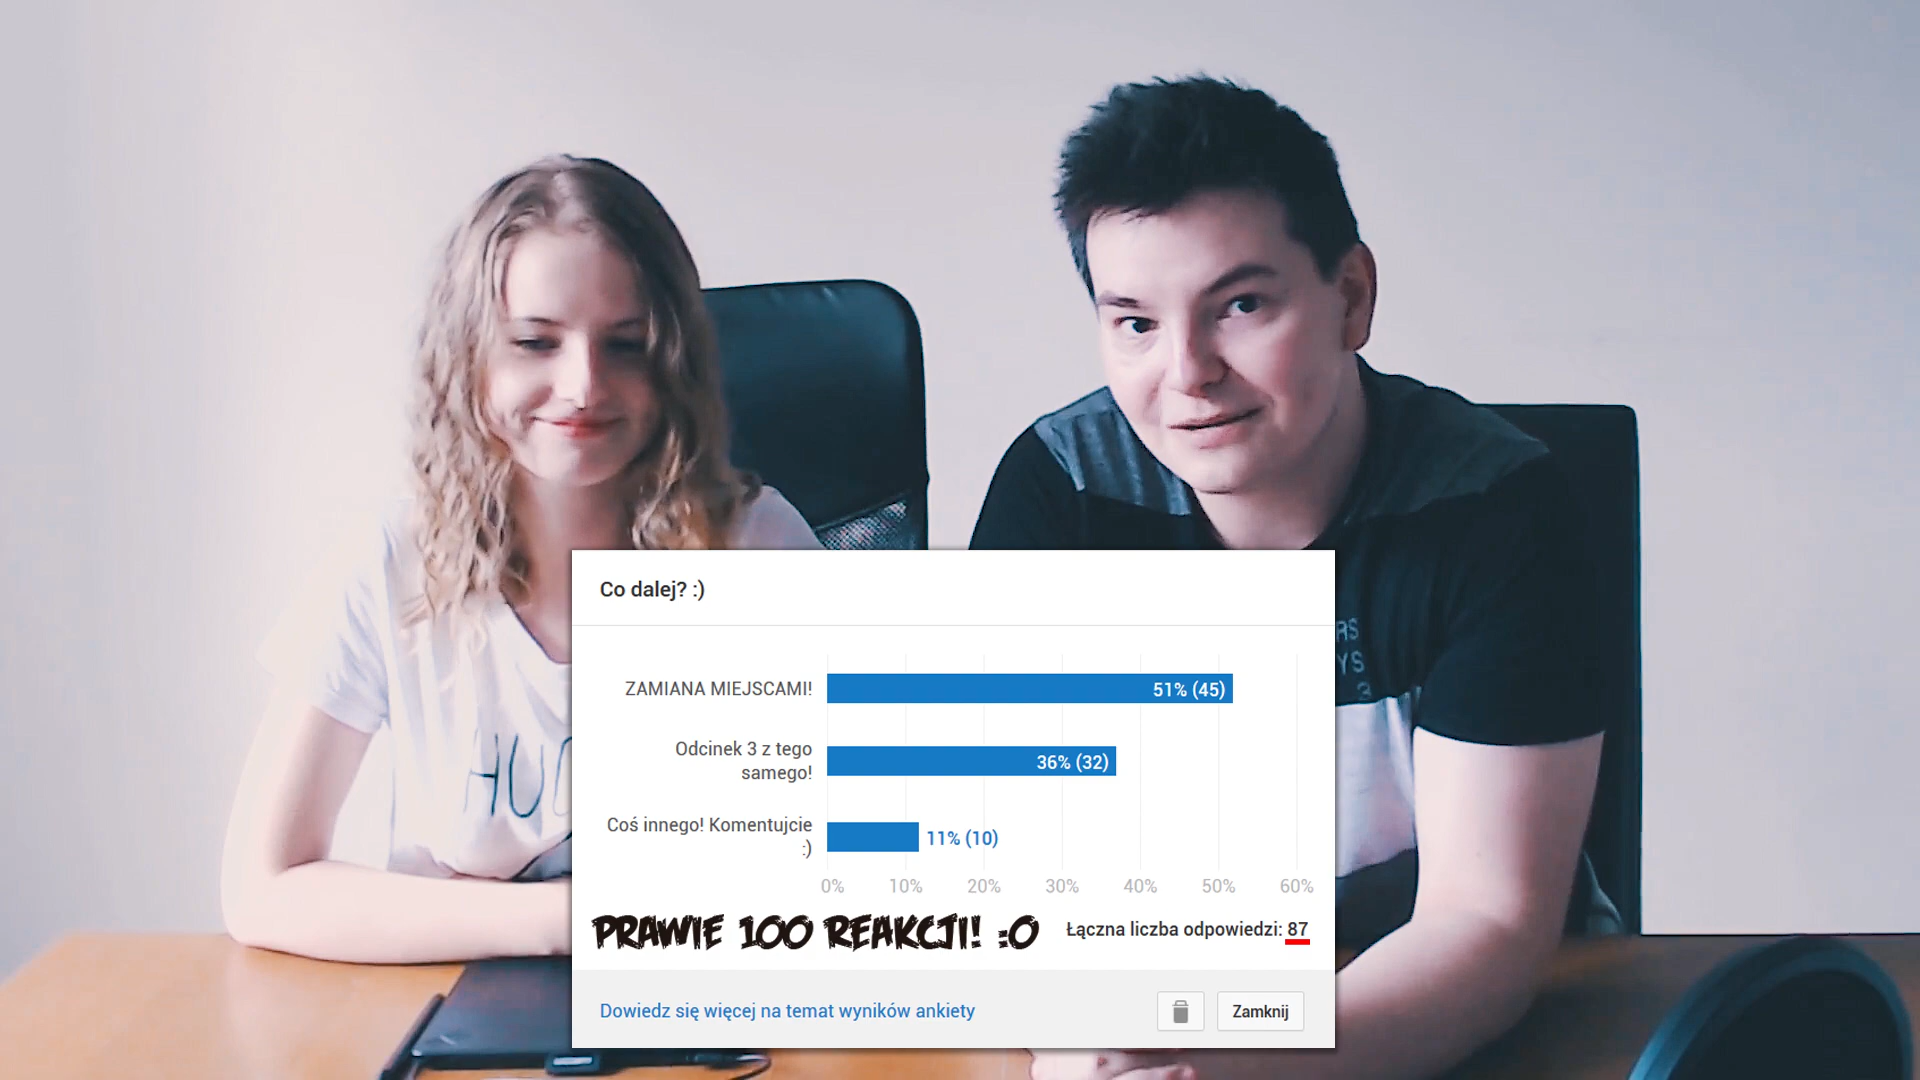 Co dalej? :)
ZAMIANA MIEJSCAMI!
51% (45)
Odcinek 3 z tego
samego!
36% (32)
Coś innego! Komentujcie
:)
11% (10)
0% 10% 20% 30% 40% 50% 60%
PRAWIE 100 REAKCJI! :O
Łączna liczba odpowiedzi: 87
Dowiedz się więcej na temat wyników ankiety
Zamknij